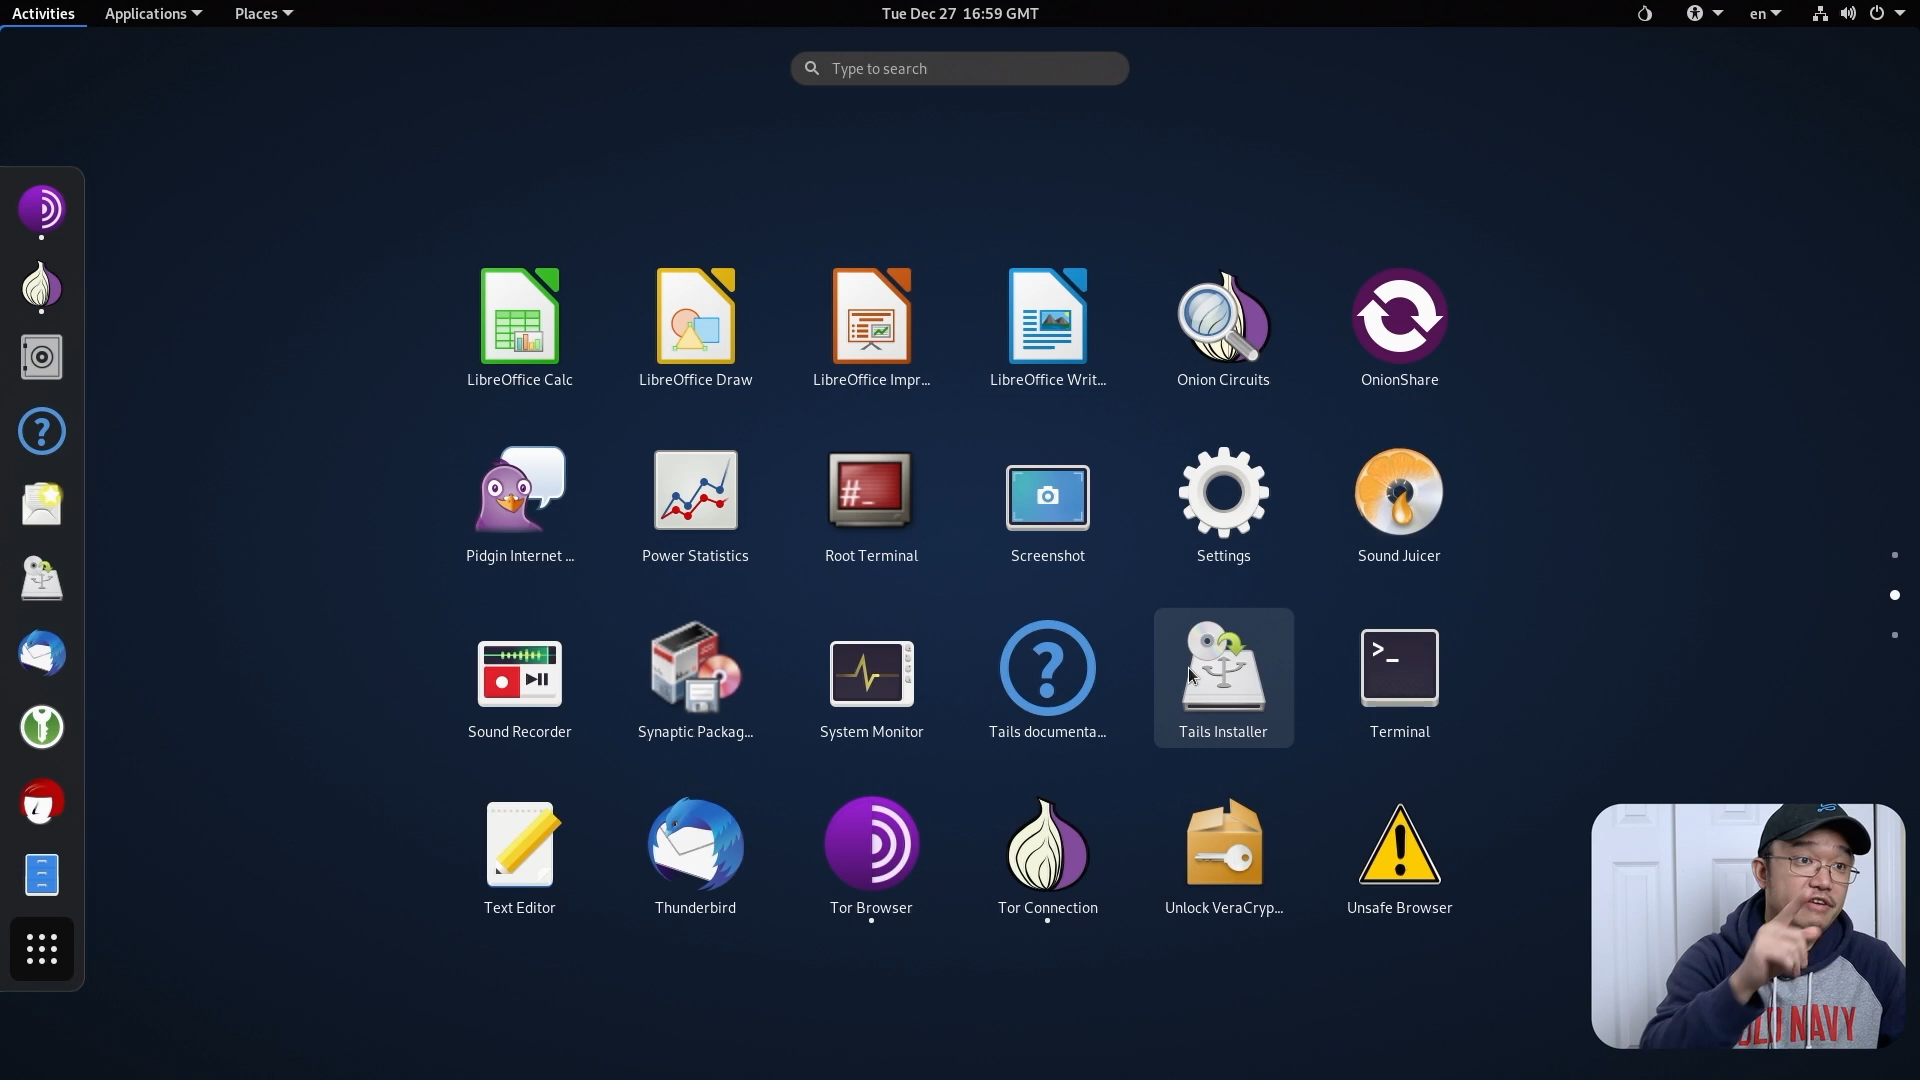 Activities
Applications
Places
Tue Dec 27 16:59 GMT
en
Type to search
LibreOffice Calc
LibreOffice Draw
LibreOffice Impr...
LibreOffice Writ...
Onion Circuits
OnionShare
Pidgin Internet ...
Power Statistics
#_
Root Terminal
Screenshot
Settings
Sound Juicer
Sound Recorder
Synaptic Packag...
System Monitor
Tails documenta...
Tails Installer
>_
Terminal
Text Editor
Thunderbird
Tor Browser
Tor Connection
Unlock VeraCryp...
Unsafe Browser
OLD NAVY